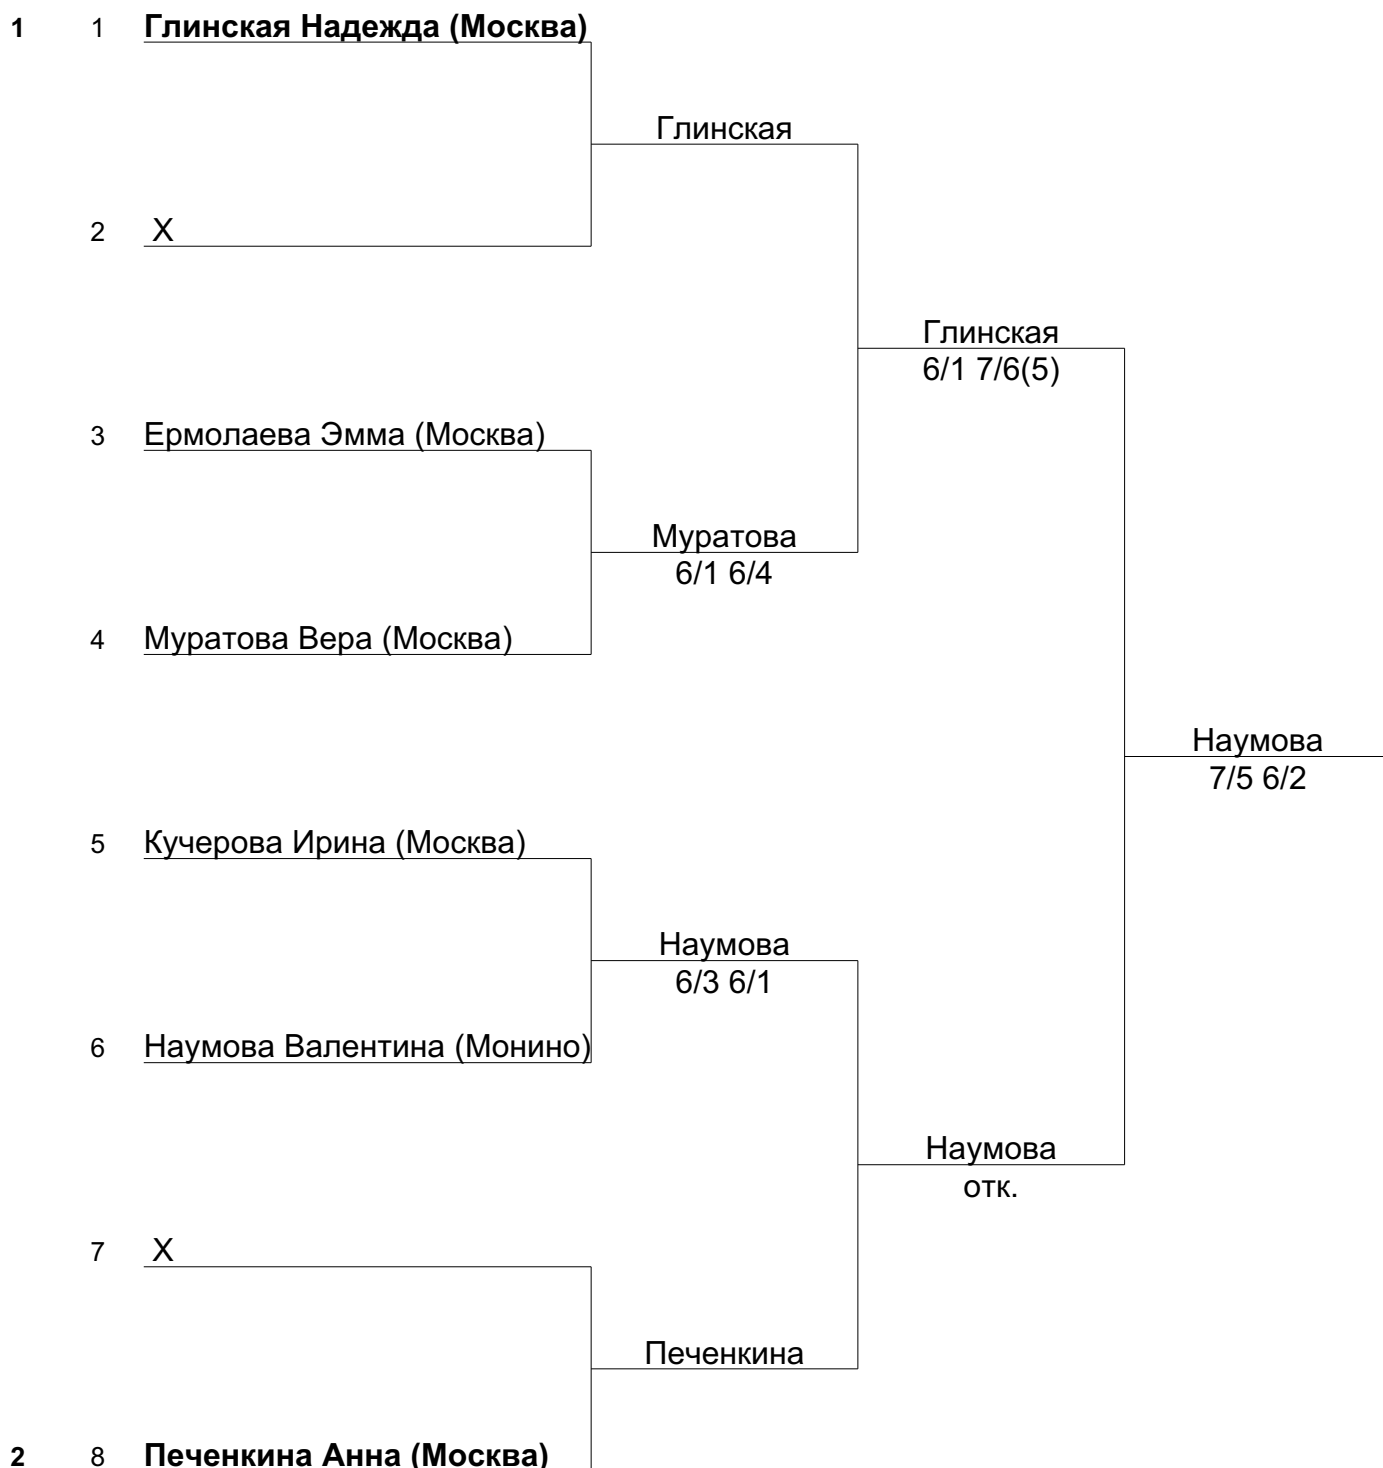 1 1 Глинская Надежда (Москва)
Глинская
2 X
Глинская
6/1 7/6(5)
3 Ермолаева Эмма (Москва)
Муратова
6/1 6/4
4 Муратова Вера (Москва)
Наумова
7/5 6/2
5 Кучерова Ирина (Москва)
Наумова
6/3 6/1
6 Наумова Валентина (Монино)
Наумова
отк.
7 X
Печенкина
2 8 Печенкина Анна (Москва)